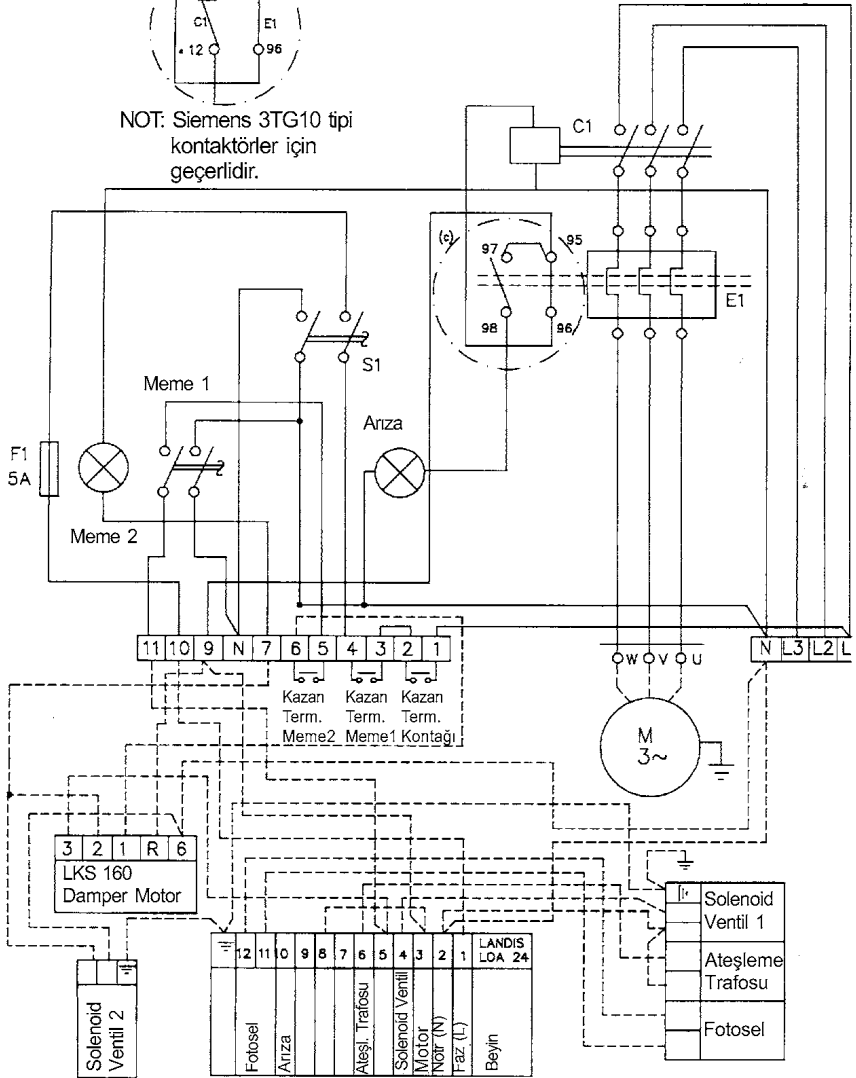 C1
E1
12
96
NOT: Siemens 3TG10 tipi
kontaktörler için
geçerlidir.
C1
(c)
97
95
98
96
E1
S1
Meme 1
Arıza
F1
5A
Meme 2
11 10 9 N 7 6 5 4 3 2 1
W V U
N L3 L2 L
Kazan Kazan Kazan
Term. Term. Term.
Meme2 Meme1 Kontağı
M
3~
3 2 1 R 6
LKS 160
Damper Motor
Solenoid
Ventil 1
Ateşleme
Trafosu
Fotosel
12 11 10 9 8 7 6 5 4 3 2 1
LANDIS
LOA 24
Fotosel
Arıza
Ateşl. Trafosu
Solenoid Ventil
Motor
Nötr (N)
Faz (L)
Beyin
Solenoid
Ventil 2